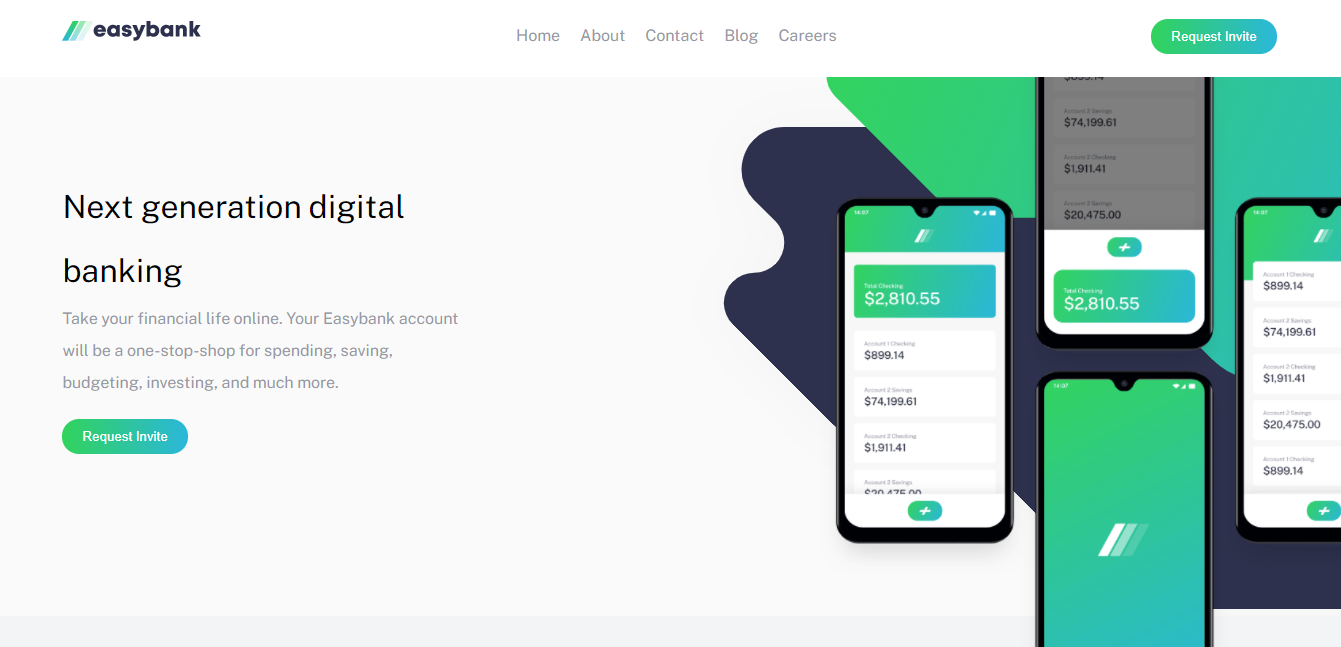 easybank
Home About Contact Blog Careers
Request Invite
Next generation digital
banking
Take your financial life online. Your Easybank account
will be a one-stop-shop for spending, saving,
budgeting, investing, and much more.
Request Invite
14:07
Total Checking
$2,810.55
Account 1 Checking
$899.14
Account 2 Savings
$74,199.61
Account 2 Checking
$1,911.41
Account 2 Savings
$20,475.00
$899.14
Account 2 Savings
$74,199.61
Account 2 Checking
$1,911.41
Account 2 Savings
$20,475.00
Total Checking
$2,810.55
14:07
14:07
Account 1 Checking
$899.14
Account 2 Savings
$74,199.61
Account 2 Checking
$1,911.41
Account 2 Savings
$20,475.00
Account 1 Checking
$899.14